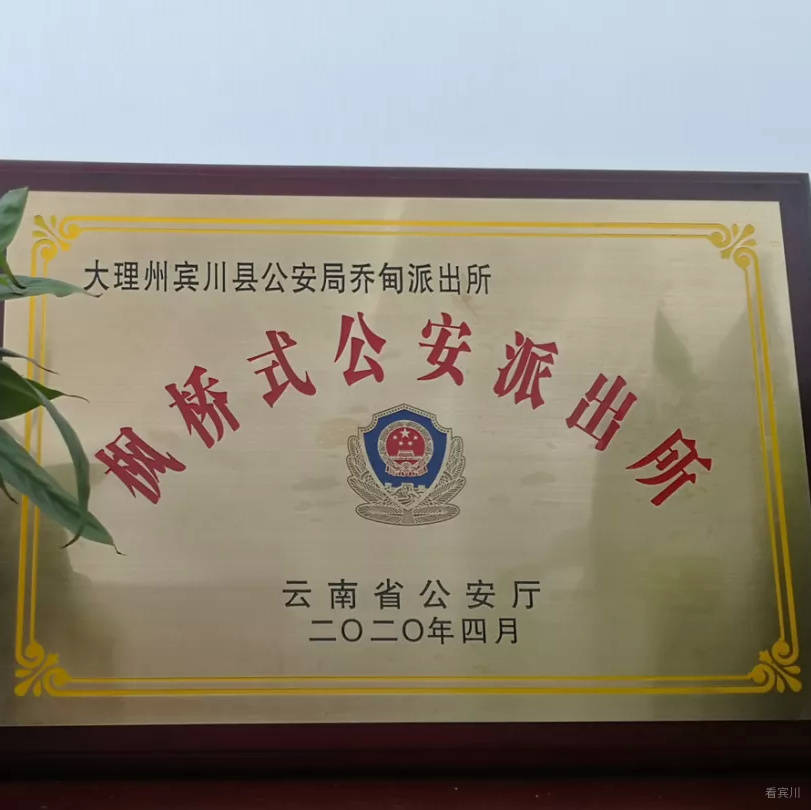 大理州宾川县公安局乔甸派出所
枫桥式公安派出所
云南省公安厅
二〇二〇年四月
看宾川